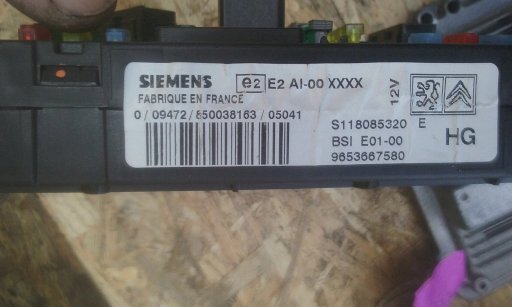 SIEMENS e2 E2 AI-00 XXXX
FABRIQUE EN FRANCE
0 / 09472 / 850038163 / 05041
12V
S118085320 E
BSI E01-00
9653667580
HG